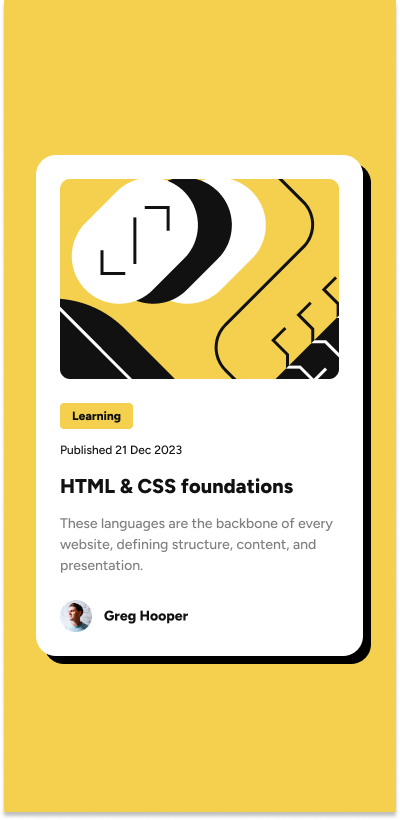 Learning
Published 21 Dec 2023
HTML & CSS foundations
These languages are the backbone of every
website, defining structure, content, and
presentation.
Greg Hooper